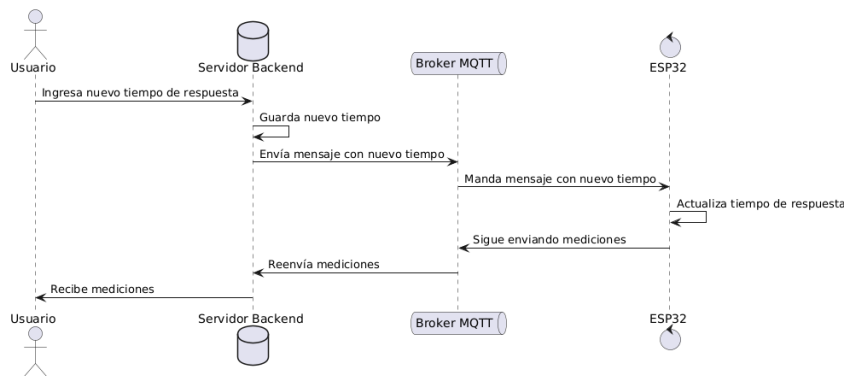 Usuario
Servidor Backend
Broker MQTT
ESP32
Ingresa nuevo tiempo de respuesta
Guarda nuevo tiempo
Envía mensaje con nuevo tiempo
Manda mensaje con nuevo tiempo
Actualiza tiempo de respuesta
Sigue enviando mediciones
Reenvía mediciones
Recibe mediciones
Usuario
Servidor Backend
Broker MQTT
ESP32